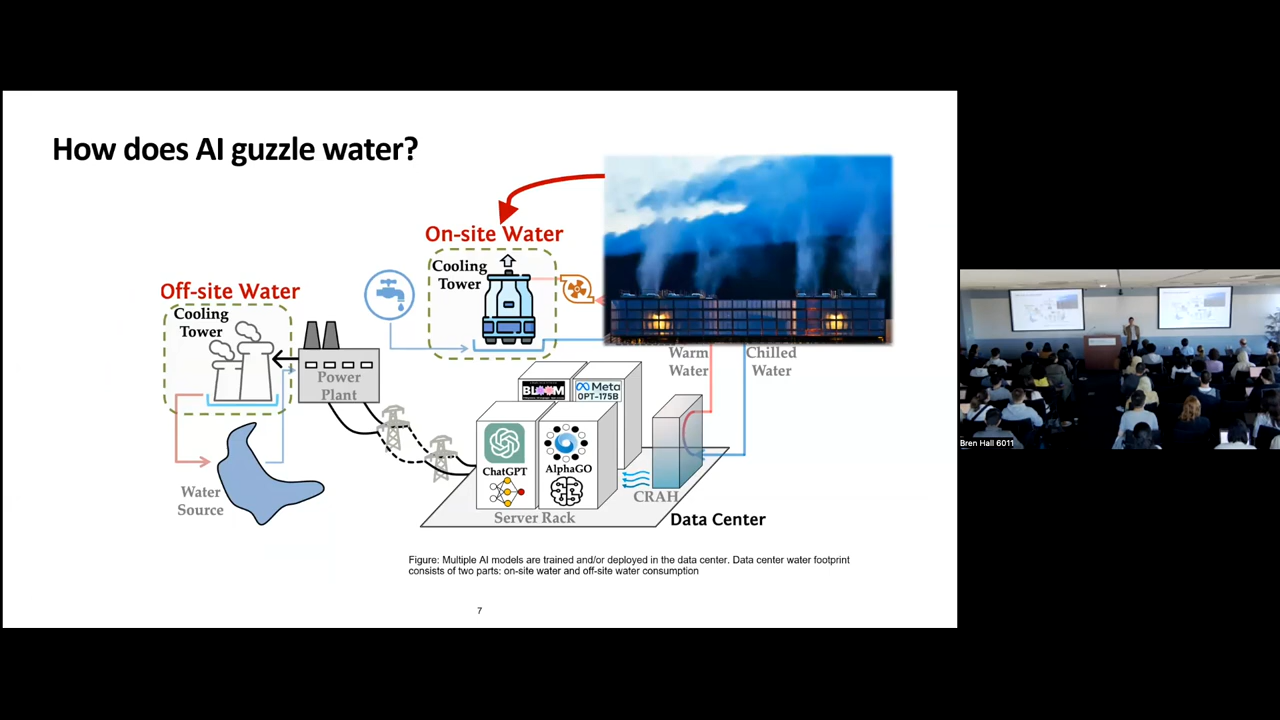 How does AI guzzle water?
On-site Water
Cooling
Tower
Off-site Water
Cooling
Tower
Power
Plant
Warm
Water
Chilled
Water
BLOOM
Meta
OPT-175B
ChatGPT
AlphaGO
Water
Source
CRAH
Server Rack
Data Center
Figure: Multiple AI models are trained and/or deployed in the data center. Data center water footprint
consists of two parts: on-site water and off-site water consumption
7
Bren Hall 6011